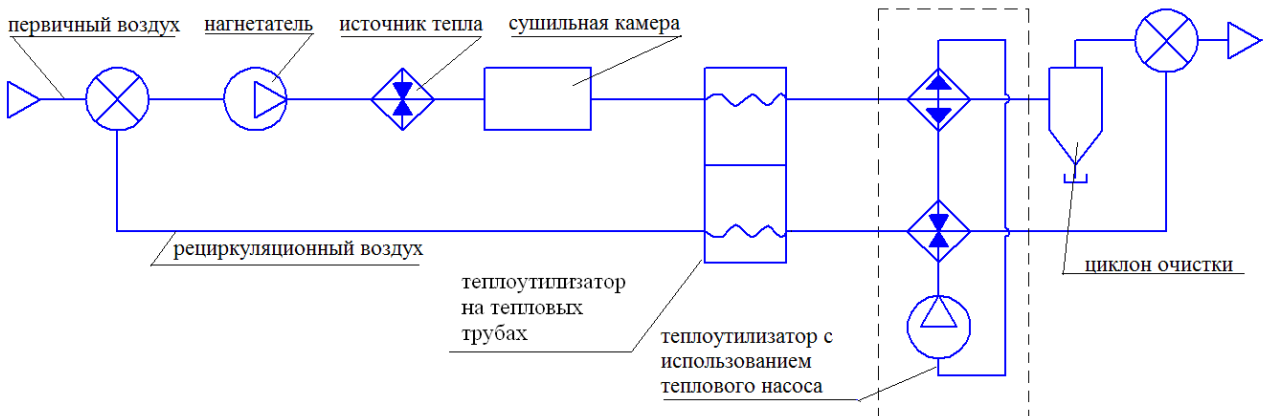 первичный воздух
нагнетатель
источник тепла
сушильная камера
рециркуляционный воздух
теплоутилизатор
на тепловых
трубах
теплоутилизатор с
использованием
теплового насоса
циклон очистки